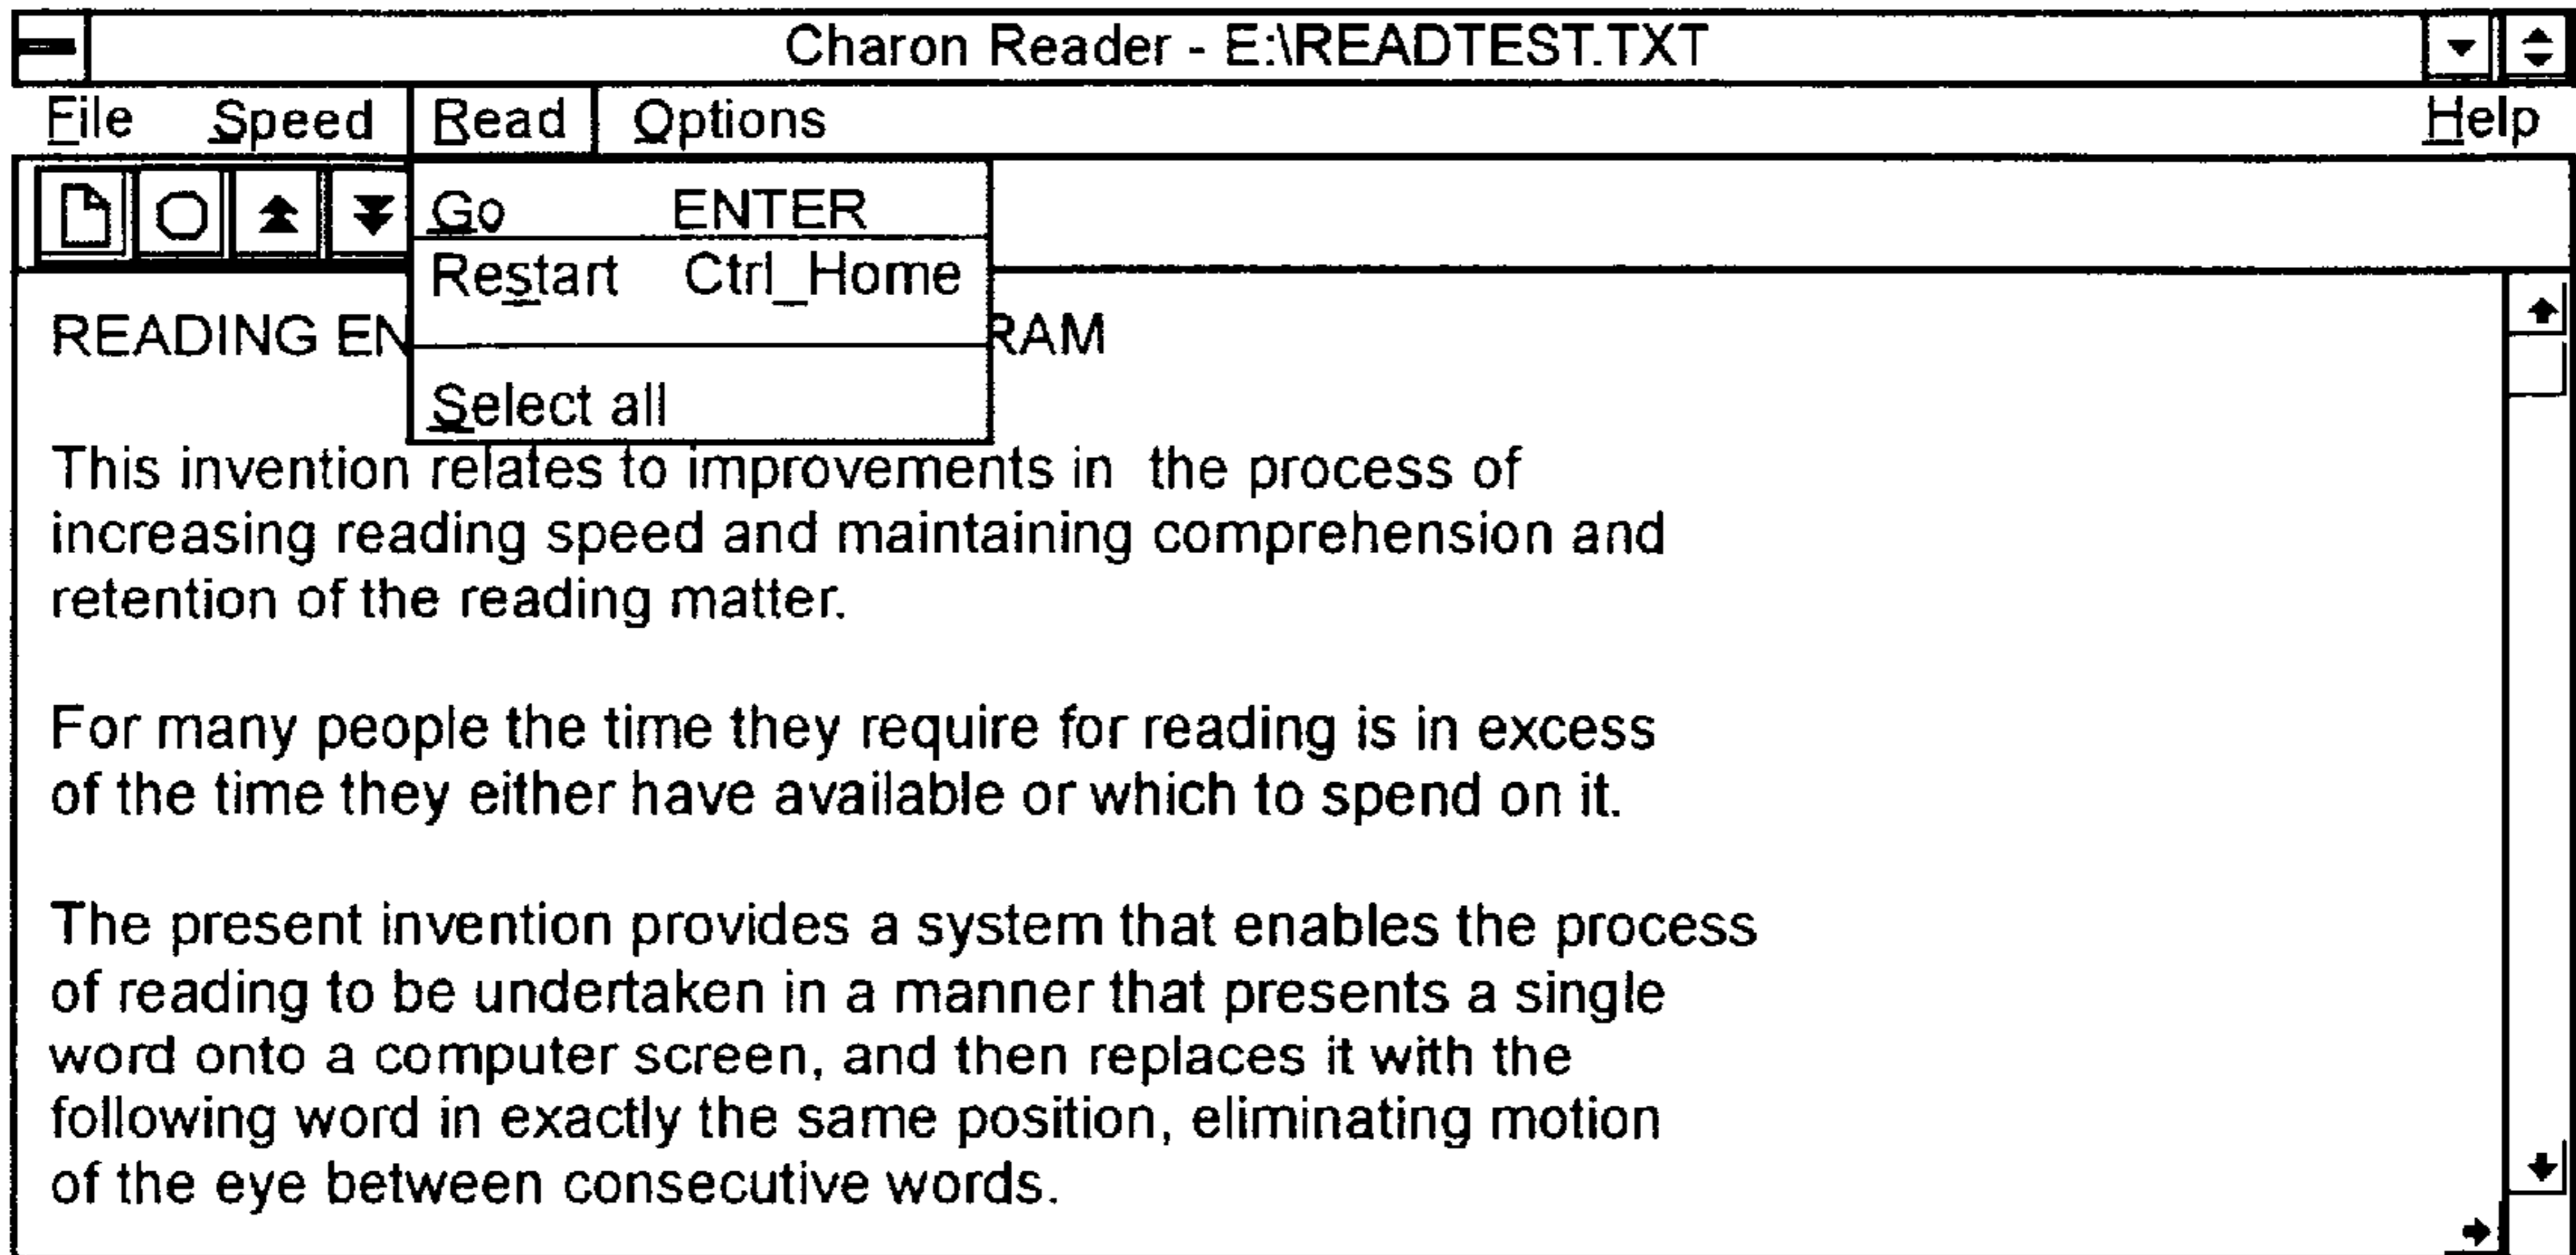 Charon Reader - E:\READTEST.TXT
File Speed Read Options Help
Go ENTER
Restart Ctrl_Home
Select all
READING EN RAM
This invention relates to improvements in the process of
increasing reading speed and maintaining comprehension and
retention of the reading matter.
For many people the time they require for reading is in excess
of the time they either have available or which to spend on it.
The present invention provides a system that enables the process
of reading to be undertaken in a manner that presents a single
word onto a computer screen, and then replaces it with the
following word in exactly the same position, eliminating motion
of the eye between consecutive words.